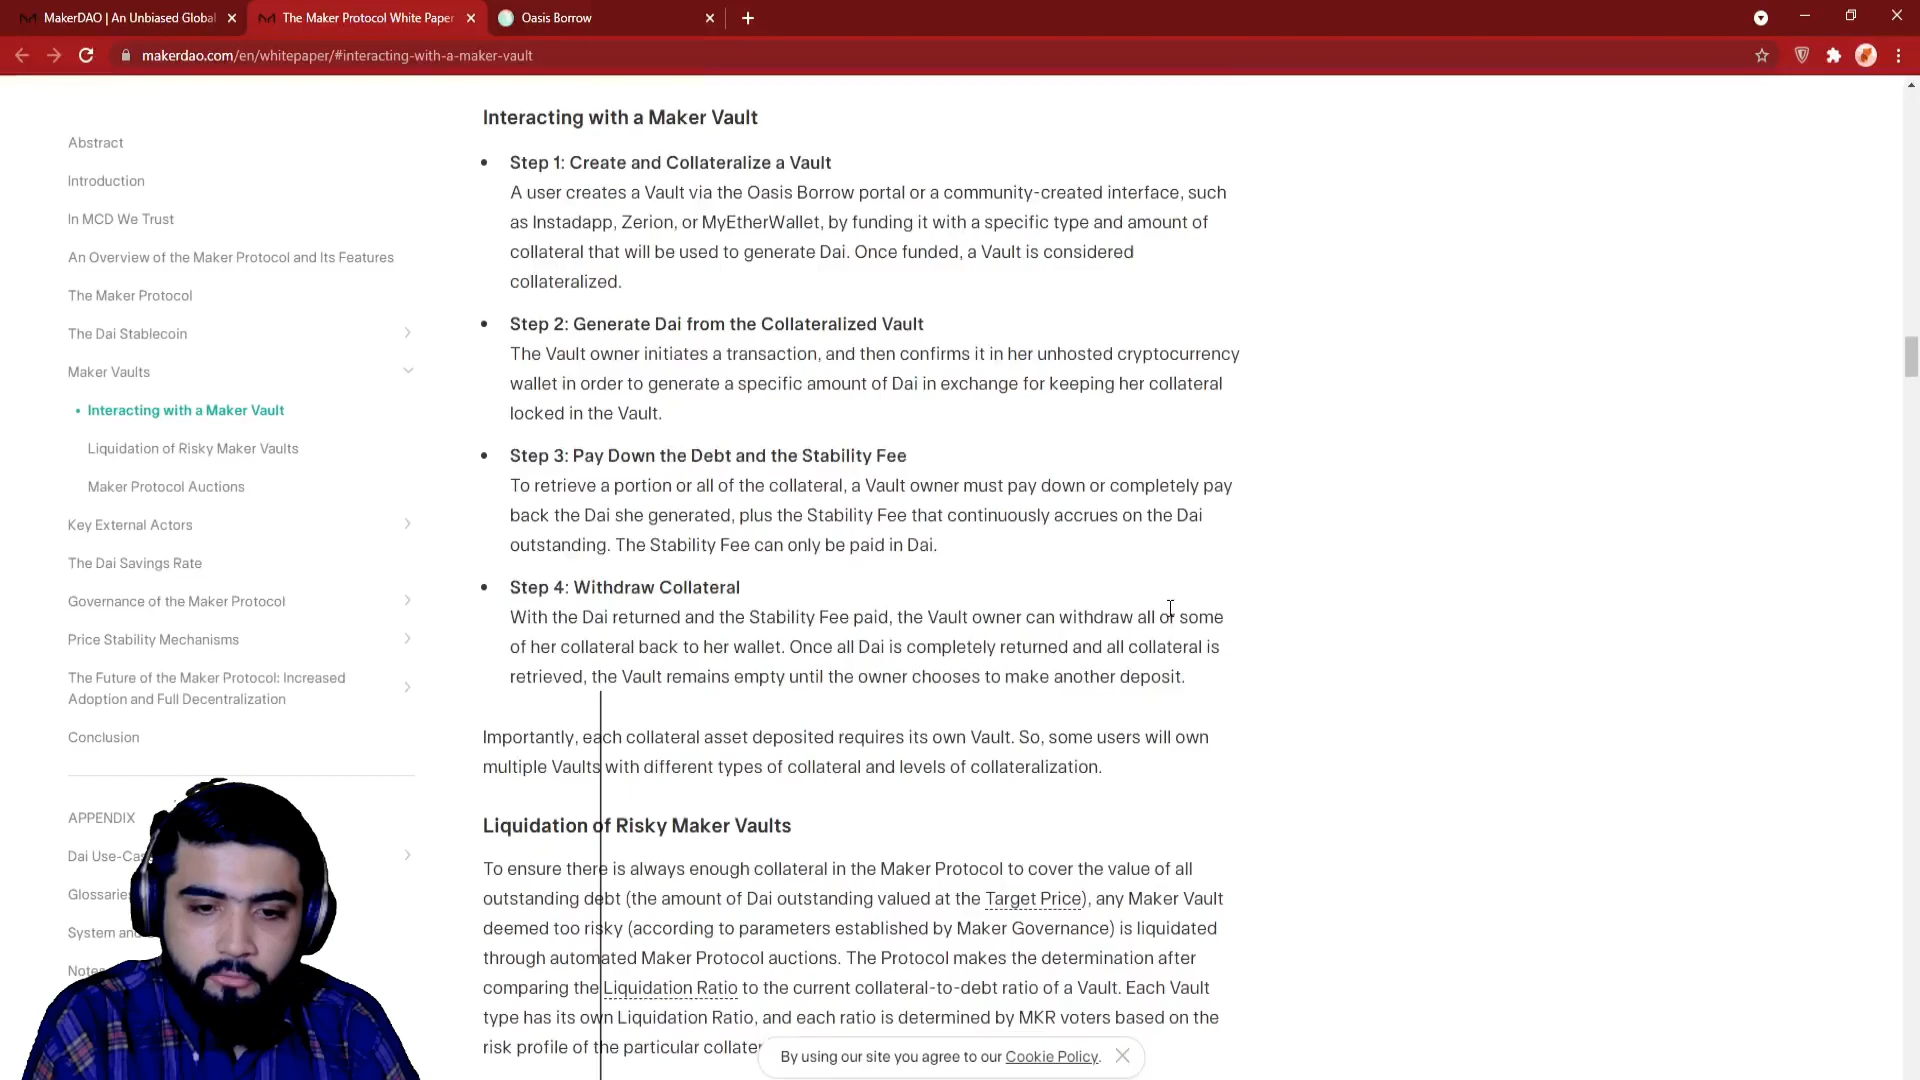 MakerDAO | An Unbiased Global
The Maker Protocol White Paper
Oasis Borrow
makerdao.com/en/whitepaper/#interacting-with-a-maker-vault
Abstract
Introduction
In MCD We Trust
An Overview of the Maker Protocol and Its Features
The Maker Protocol
The Dai Stablecoin
Maker Vaults
• Interacting with a Maker Vault
Liquidation of Risky Maker Vaults
Maker Protocol Auctions
Key External Actors
The Dai Savings Rate
Governance of the Maker Protocol
Price Stability Mechanisms
The Future of the Maker Protocol: Increased
Adoption and Full Decentralization
Conclusion
APPENDIX
Dai Use-Ca
Glossarie
System an
Note
Interacting with a Maker Vault
• Step 1: Create and Collateralize a Vault
A user creates a Vault via the Oasis Borrow portal or a community-created interface, such
as Instadapp, Zerion, or MyEtherWallet, by funding it with a specific type and amount of
collateral that will be used to generate Dai. Once funded, a Vault is considered
collateralized.
• Step 2: Generate Dai from the Collateralized Vault
The Vault owner initiates a transaction, and then confirms it in her unhosted cryptocurrency
wallet in order to generate a specific amount of Dai in exchange for keeping her collateral
locked in the Vault.
• Step 3: Pay Down the Debt and the Stability Fee
To retrieve a portion or all of the collateral, a Vault owner must pay down or completely pay
back the Dai she generated, plus the Stability Fee that continuously accrues on the Dai
outstanding. The Stability Fee can only be paid in Dai.
• Step 4: Withdraw Collateral
With the Dai returned and the Stability Fee paid, the Vault owner can withdraw all or some
of her collateral back to her wallet. Once all Dai is completely returned and all collateral is
retrieved, the Vault remains empty until the owner chooses to make another deposit.
Importantly, each collateral asset deposited requires its own Vault. So, some users will own
multiple Vaults with different types of collateral and levels of collateralization.
Liquidation of Risky Maker Vaults
To ensure there is always enough collateral in the Maker Protocol to cover the value of all
outstanding debt (the amount of Dai outstanding valued at the Target Price), any Maker Vault
deemed too risky (according to parameters established by Maker Governance) is liquidated
through automated Maker Protocol auctions. The Protocol makes the determination after
comparing the Liquidation Ratio to the current collateral-to-debt ratio of a Vault. Each Vault
type has its own Liquidation Ratio, and each ratio is determined by MKR voters based on the
risk profile of the particular collate
By using our site you agree to our Cookie Policy.